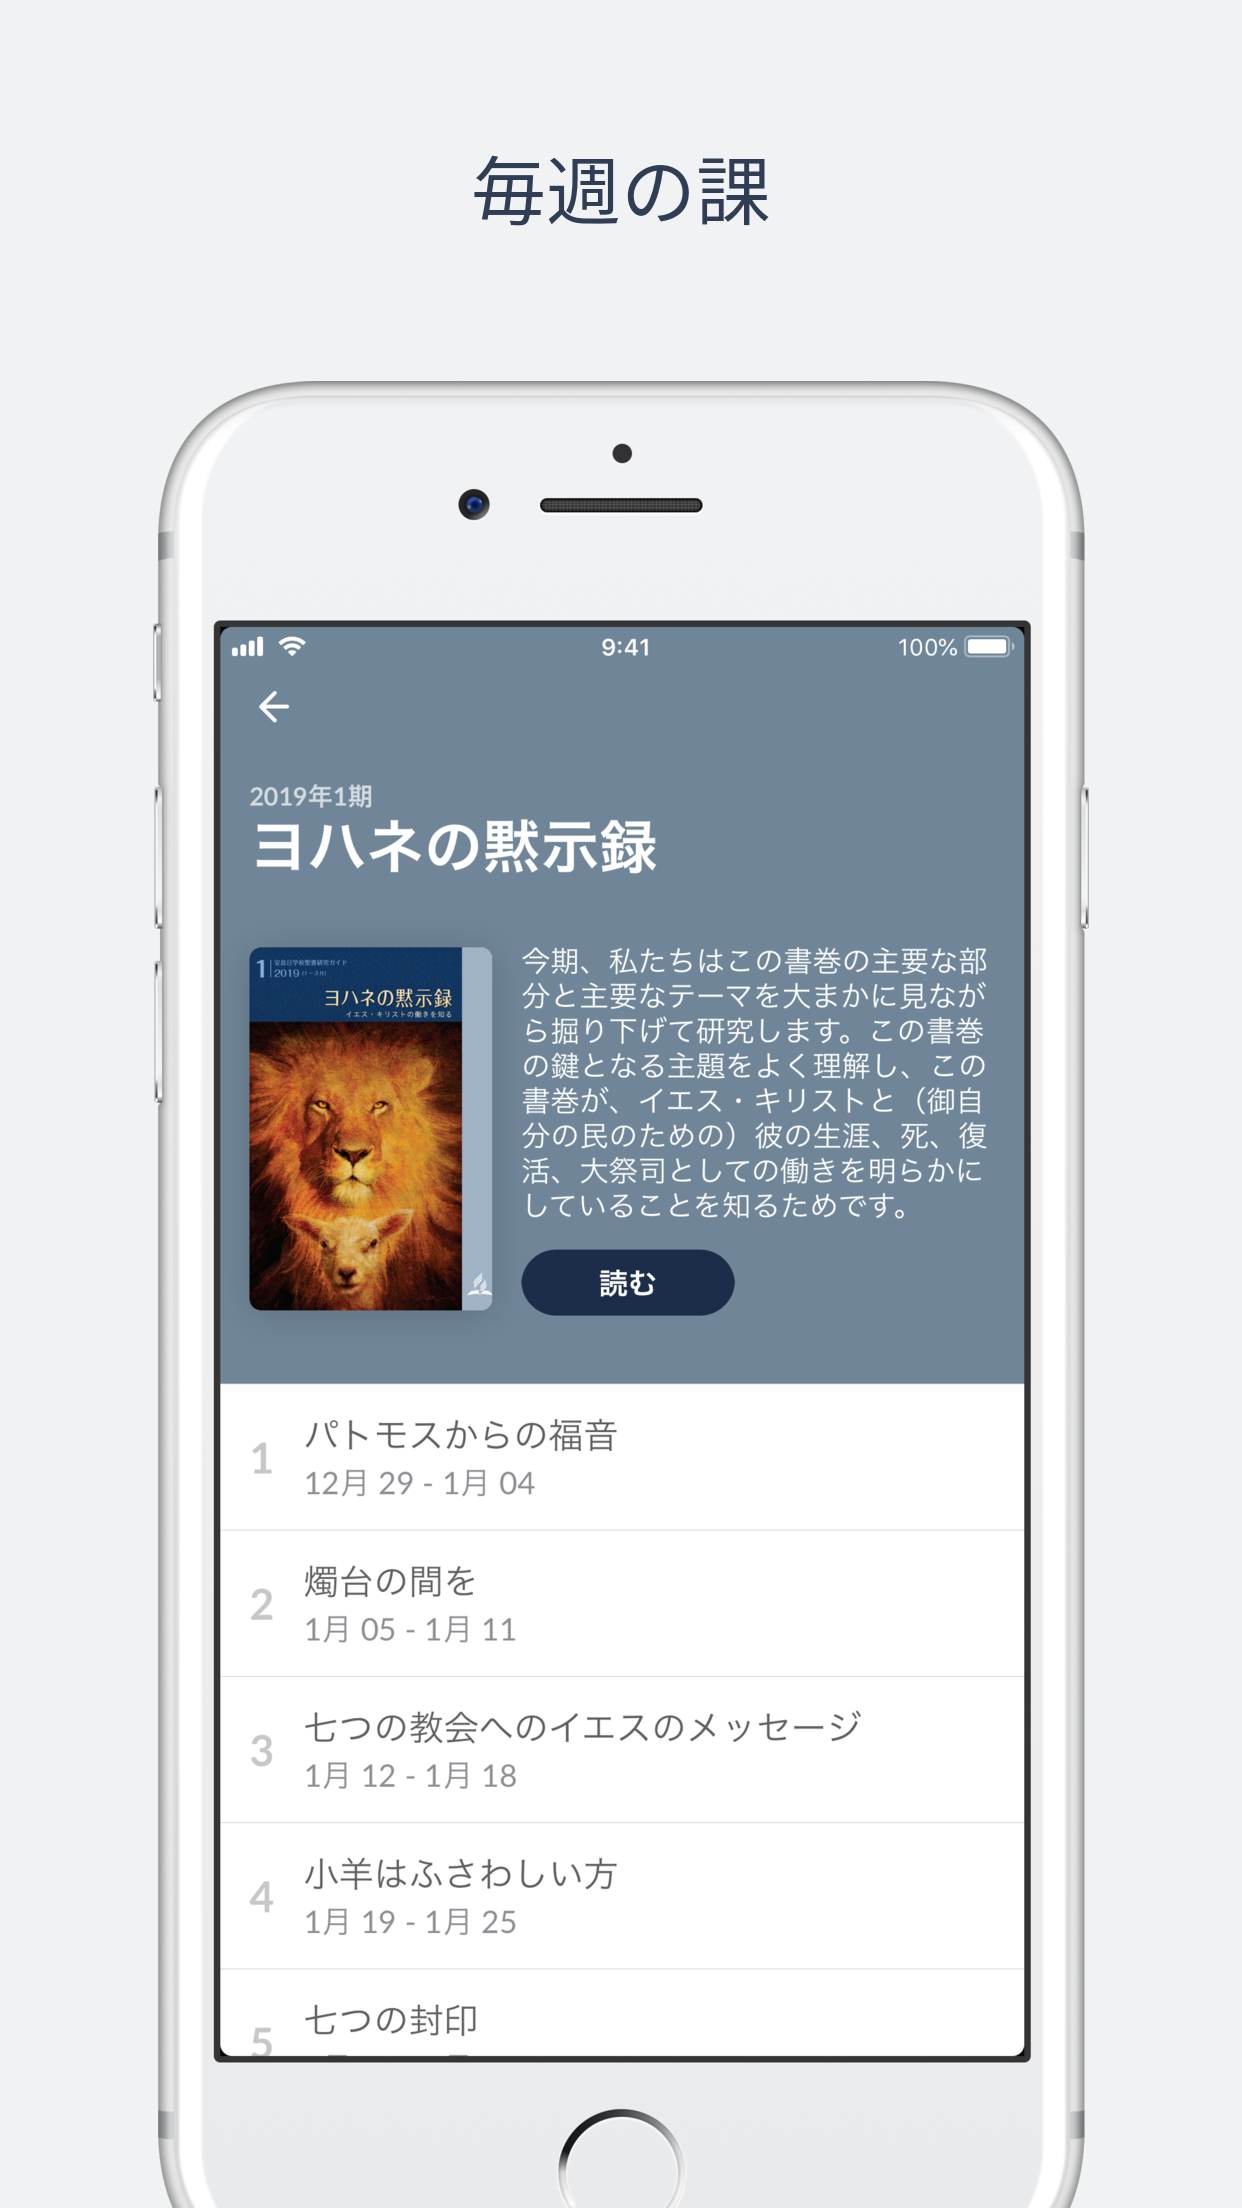 毎週の課
9:41
100%
2019年1期
ヨハネの黙示録
1 安息日学校聖書研究ガイド
2019 (1-3月)
ヨハネの黙示録
イエス・キリストの働きを知る
今期、私たちはこの書巻の主要な部
分と主要なテーマを大まかに見なが
ら掘り下げて研究します。この書巻
の鍵となる主題をよく理解し、この
書巻が、イエス・キリストと（御自
分の民のための）彼の生涯、死、復
活、大祭司としての働きを明らかに
していることを知るためです。
読む
1 パトモスからの福音
12月 29 - 1月 04
2 燭台の間を
1月 05 - 1月 11
3 七つの教会へのイエスのメッセージ
1月 12 - 1月 18
4 小羊はふさわしい方
1月 19 - 1月 25
5 七つの封印